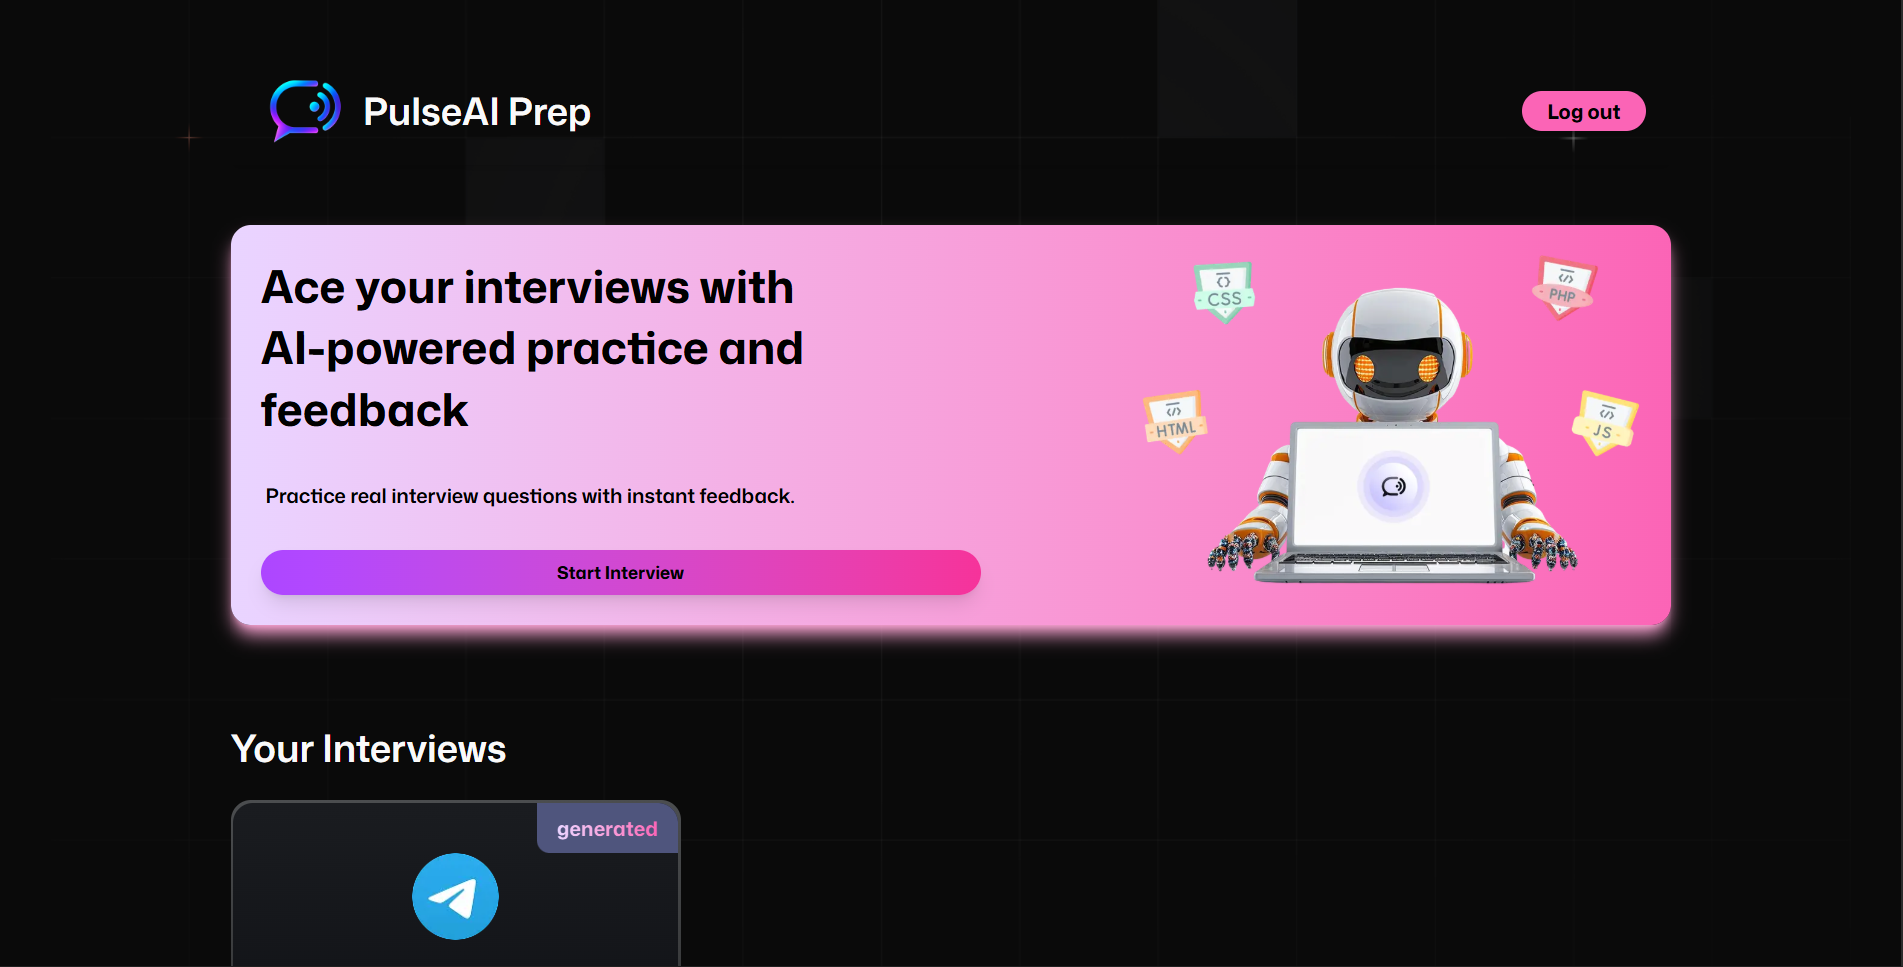 PulseAI Prep
Log out
Ace your interviews with
AI-powered practice and
feedback
Practice real interview questions with instant feedback.
Start Interview
CSS
PHP
HTML
JS
Your Interviews
generated